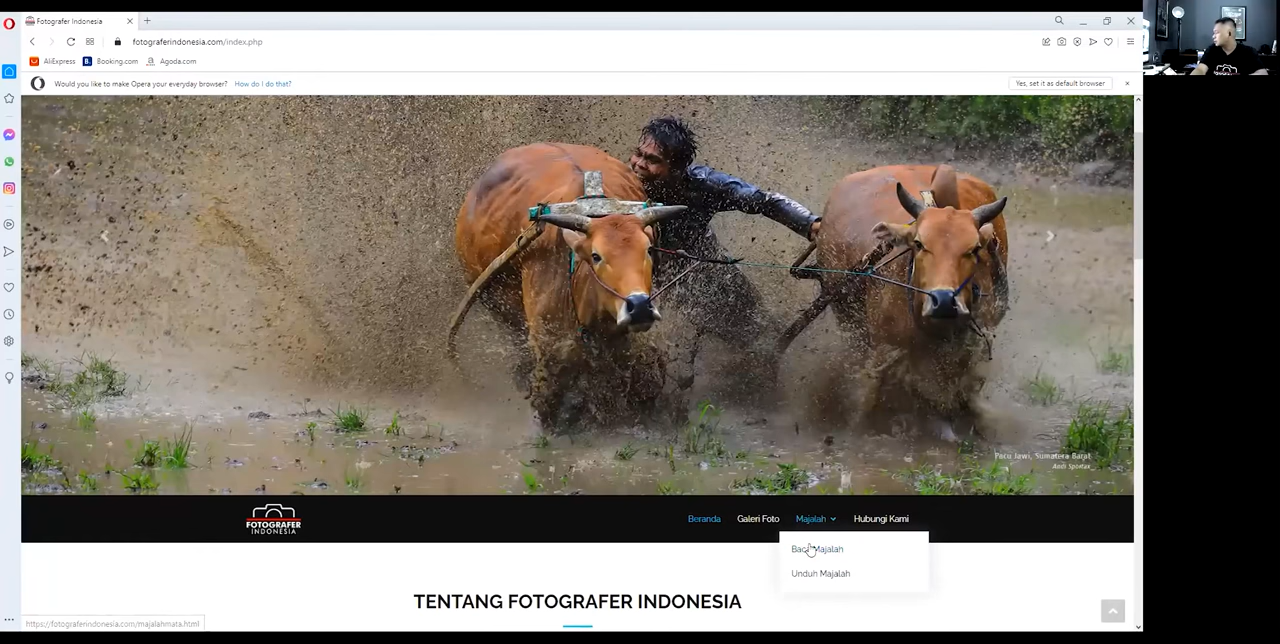 Fotografer Indonesia
fotograferindonesia.com/index.php
AliExpress
Booking.com
Agoda.com
Would you like to make Opera your everyday browser? How do I do that?
Yes, set it as default browser
Pacu Jawi, Sumatera Barat
FOTOGRAFER
INDONESIA
Beranda
Galeri Foto
Majalah
Hubungi Kami
Baca Majalah
Unduh Majalah
TENTANG FOTOGRAFER INDONESIA
https://fotograferindonesia.com/majalahmata.html